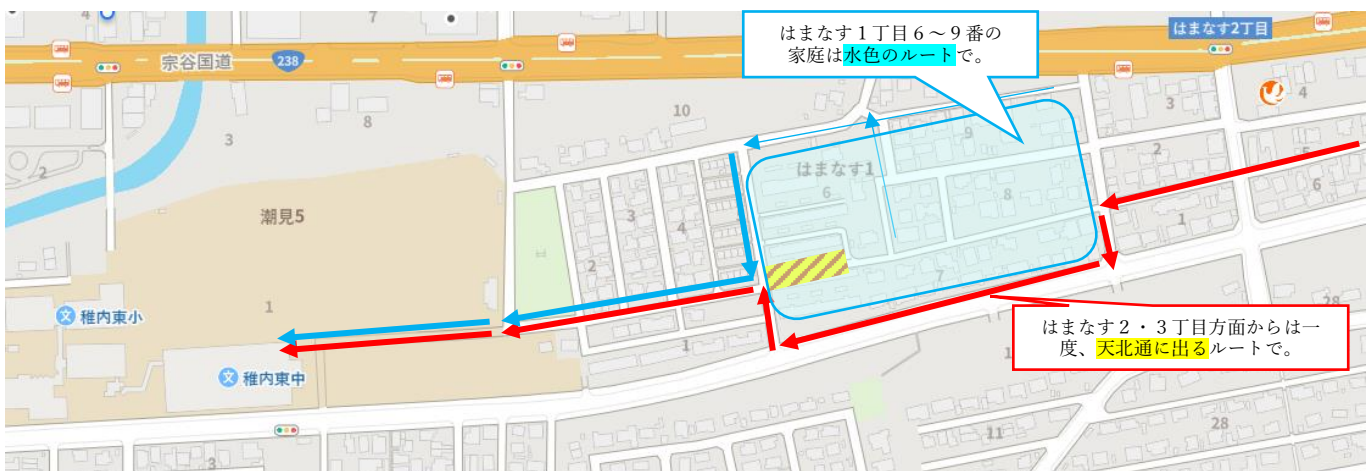 4
7
はまなす１丁目６～９番の
家庭は水色のルートで。
はまなす2丁目
宗谷国道
238
10
3
4
8
3
9
2
2
はまなす1
6
5
8
6
潮見5
3
1
4
2
7
1
28
稚内東小
1
はまなす２・３丁目方面からは一
度、天北通に出るルートで。
1
1
稚内東中
28
11
3